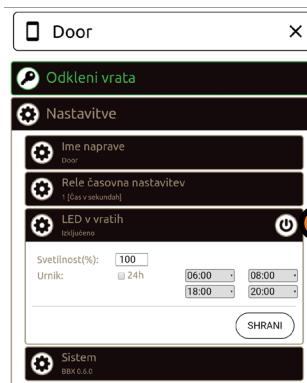 Door
Odkleni vrata
Nastavitve
Ime naprave
Door
Rele časovna nastavitev
1 [Čas v sekundah]
LED v vratih
Izključeno
Svetilnost(%): 100
Urnik: 24h 06:00 08:00
18:00 20:00
SHRANI
Sistem
BBX 0.6.0